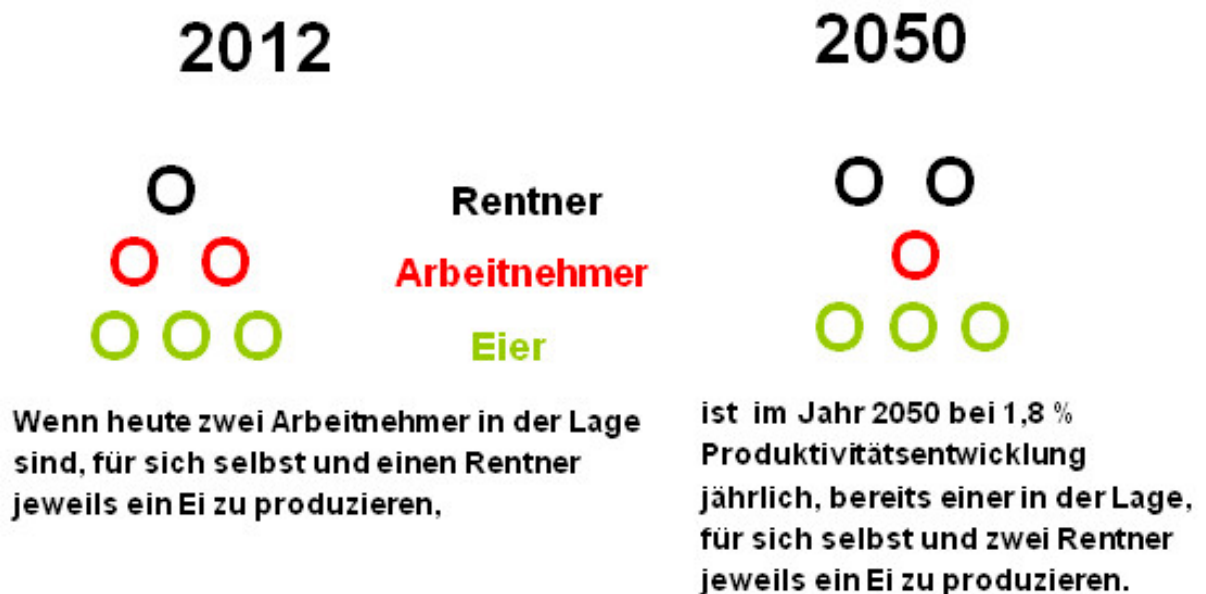 2012
2050
O
O O
Rentner
O O
O
Arbeitnehmer
O O O
O O O
Eier
Wenn heute zwei Arbeitnehmer in der Lage
sind, für sich selbst und einen Rentner
jeweils ein Ei zu produzieren,
ist im Jahr 2050 bei 1,8 %
Produktivitätsentwicklung
jährlich, bereits einer in der Lage,
für sich selbst und zwei Rentner
jeweils ein Ei zu produzieren.